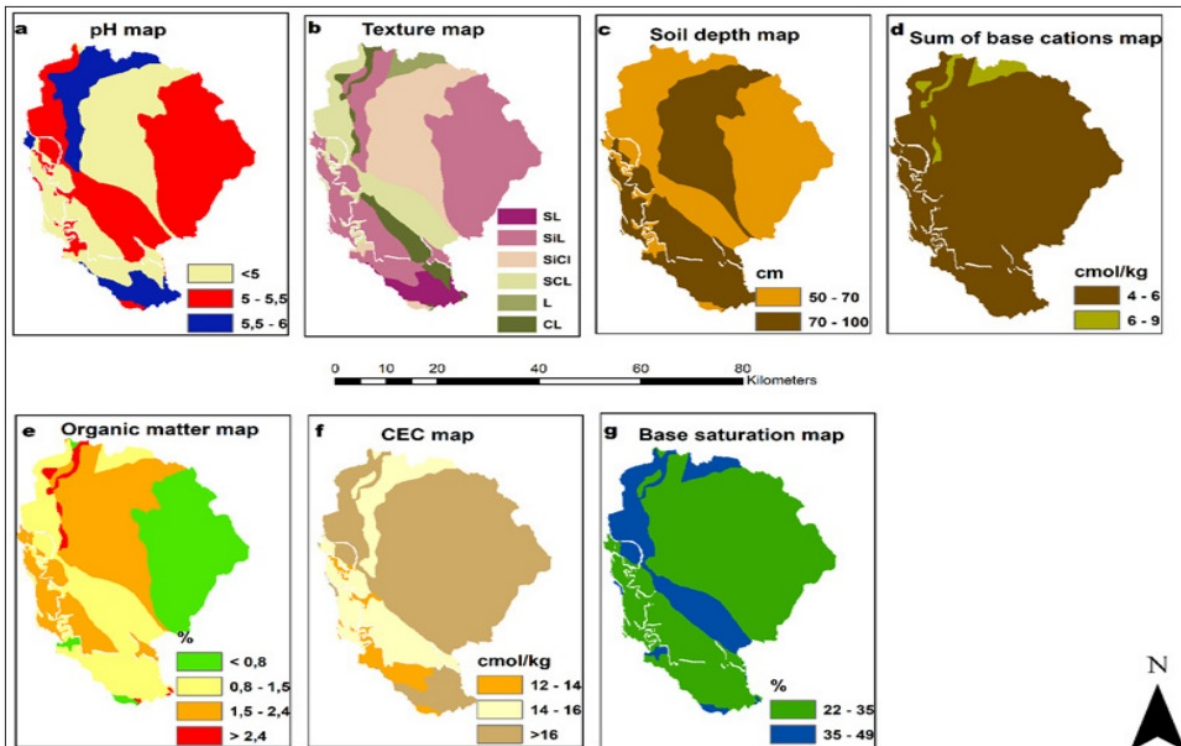 a pH map
<5
5 - 5,5
5,5 - 6
b Texture map
SL
SiL
SiCl
SCL
L
CL
c Soil depth map
cm
50 - 70
70 - 100
d Sum of base cations map
cmol/kg
4 - 6
6 - 9
0 10 20 40 60 80
Kilometers
e Organic matter map
%
< 0,8
0,8 - 1,5
1,5 - 2,4
> 2,4
f CEC map
cmol/kg
12 - 14
14 - 16
>16
g Base saturation map
%
22 - 35
35 - 49
N